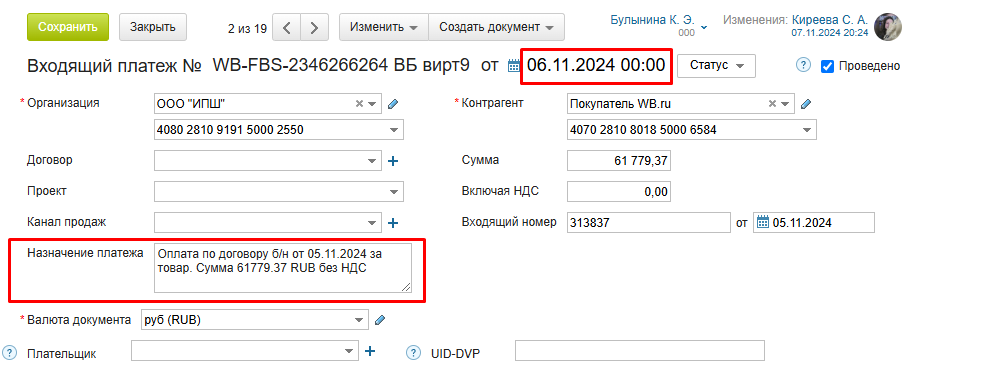 Сохранить Закрыть 2 из 19 Изменить Создать документ Булынина К. Э. Изменения: Киреева С. А.
000 07.11.2024 20:24
Входящий платеж № WB-FBS-2346266264 ВБ вирт9 от 06.11.2024 00:00 Статус ? Проведено
* Организация ООО "ИПШ" * Контрагент Покупатель WB.ru
4080 2810 9191 5000 2550 4070 2810 8018 5000 6584
Договор + Сумма 61 779,37
Проект Включая НДС 0,00
Канал продаж + Входящий номер 313837 от 05.11.2024
Назначение платежа Оплата по договору б/н от 05.11.2024 за
товар. Сумма 61779.37 RUB без НДС
* Валюта документа руб (RUB)
? Плательщик + ? UID-DVP